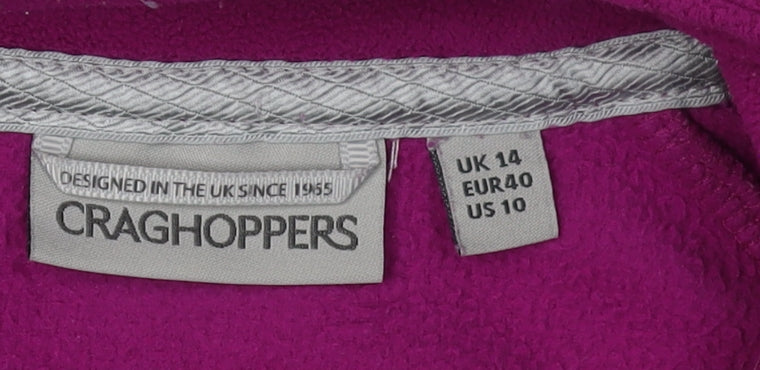 DESIGNED IN THE UK SINCE 1965
CRAGHOPPERS
UK 14
EUR40
US 10